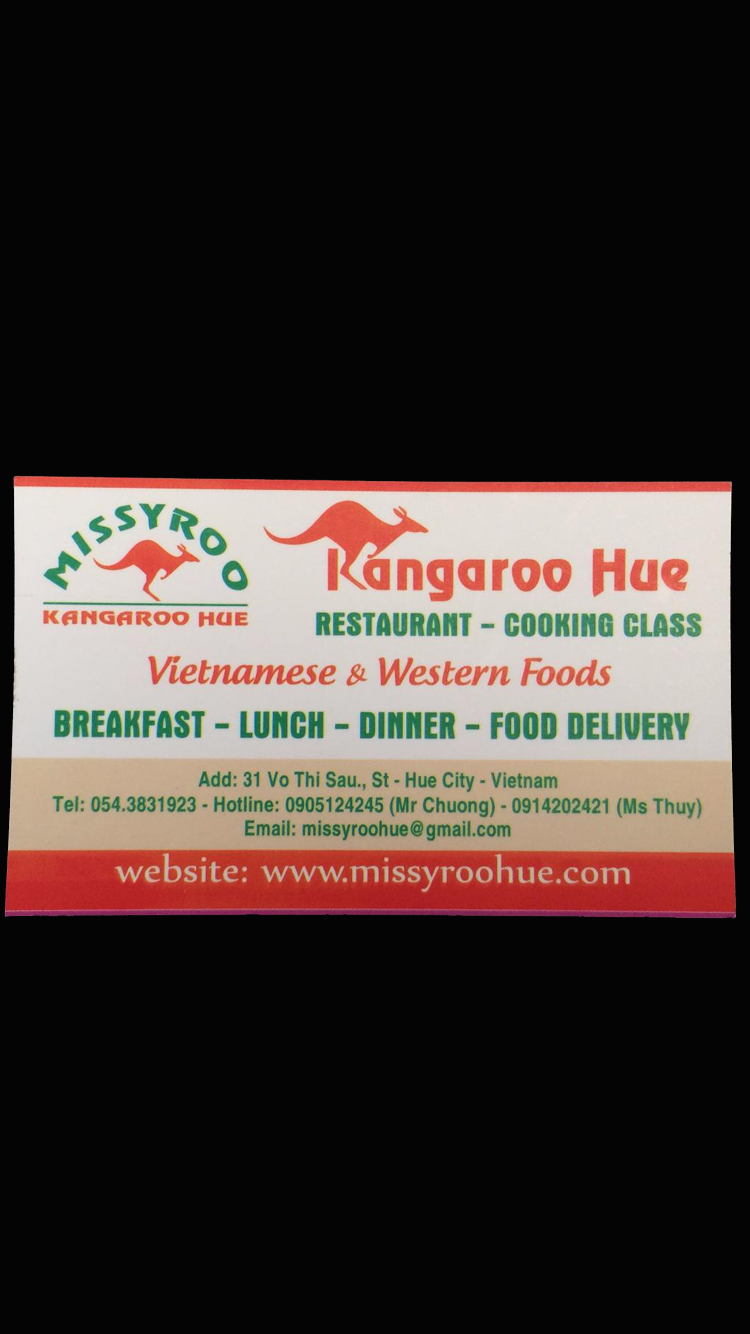 MISSYROO
KANGAROO HUE
Kangaroo Hue
RESTAURANT – COOKING CLASS
Vietnamese & Western Foods
BREAKFAST – LUNCH – DINNER – FOOD DELIVERY
Add: 31 Vo Thi Sau., St - Hue City - Vietnam
Tel: 054.3831923 - Hotline: 0905124245 (Mr Chuong) - 0914202421 (Ms Thuy)
Email: missyroohue@gmail.com
website: www.missyroohue.com